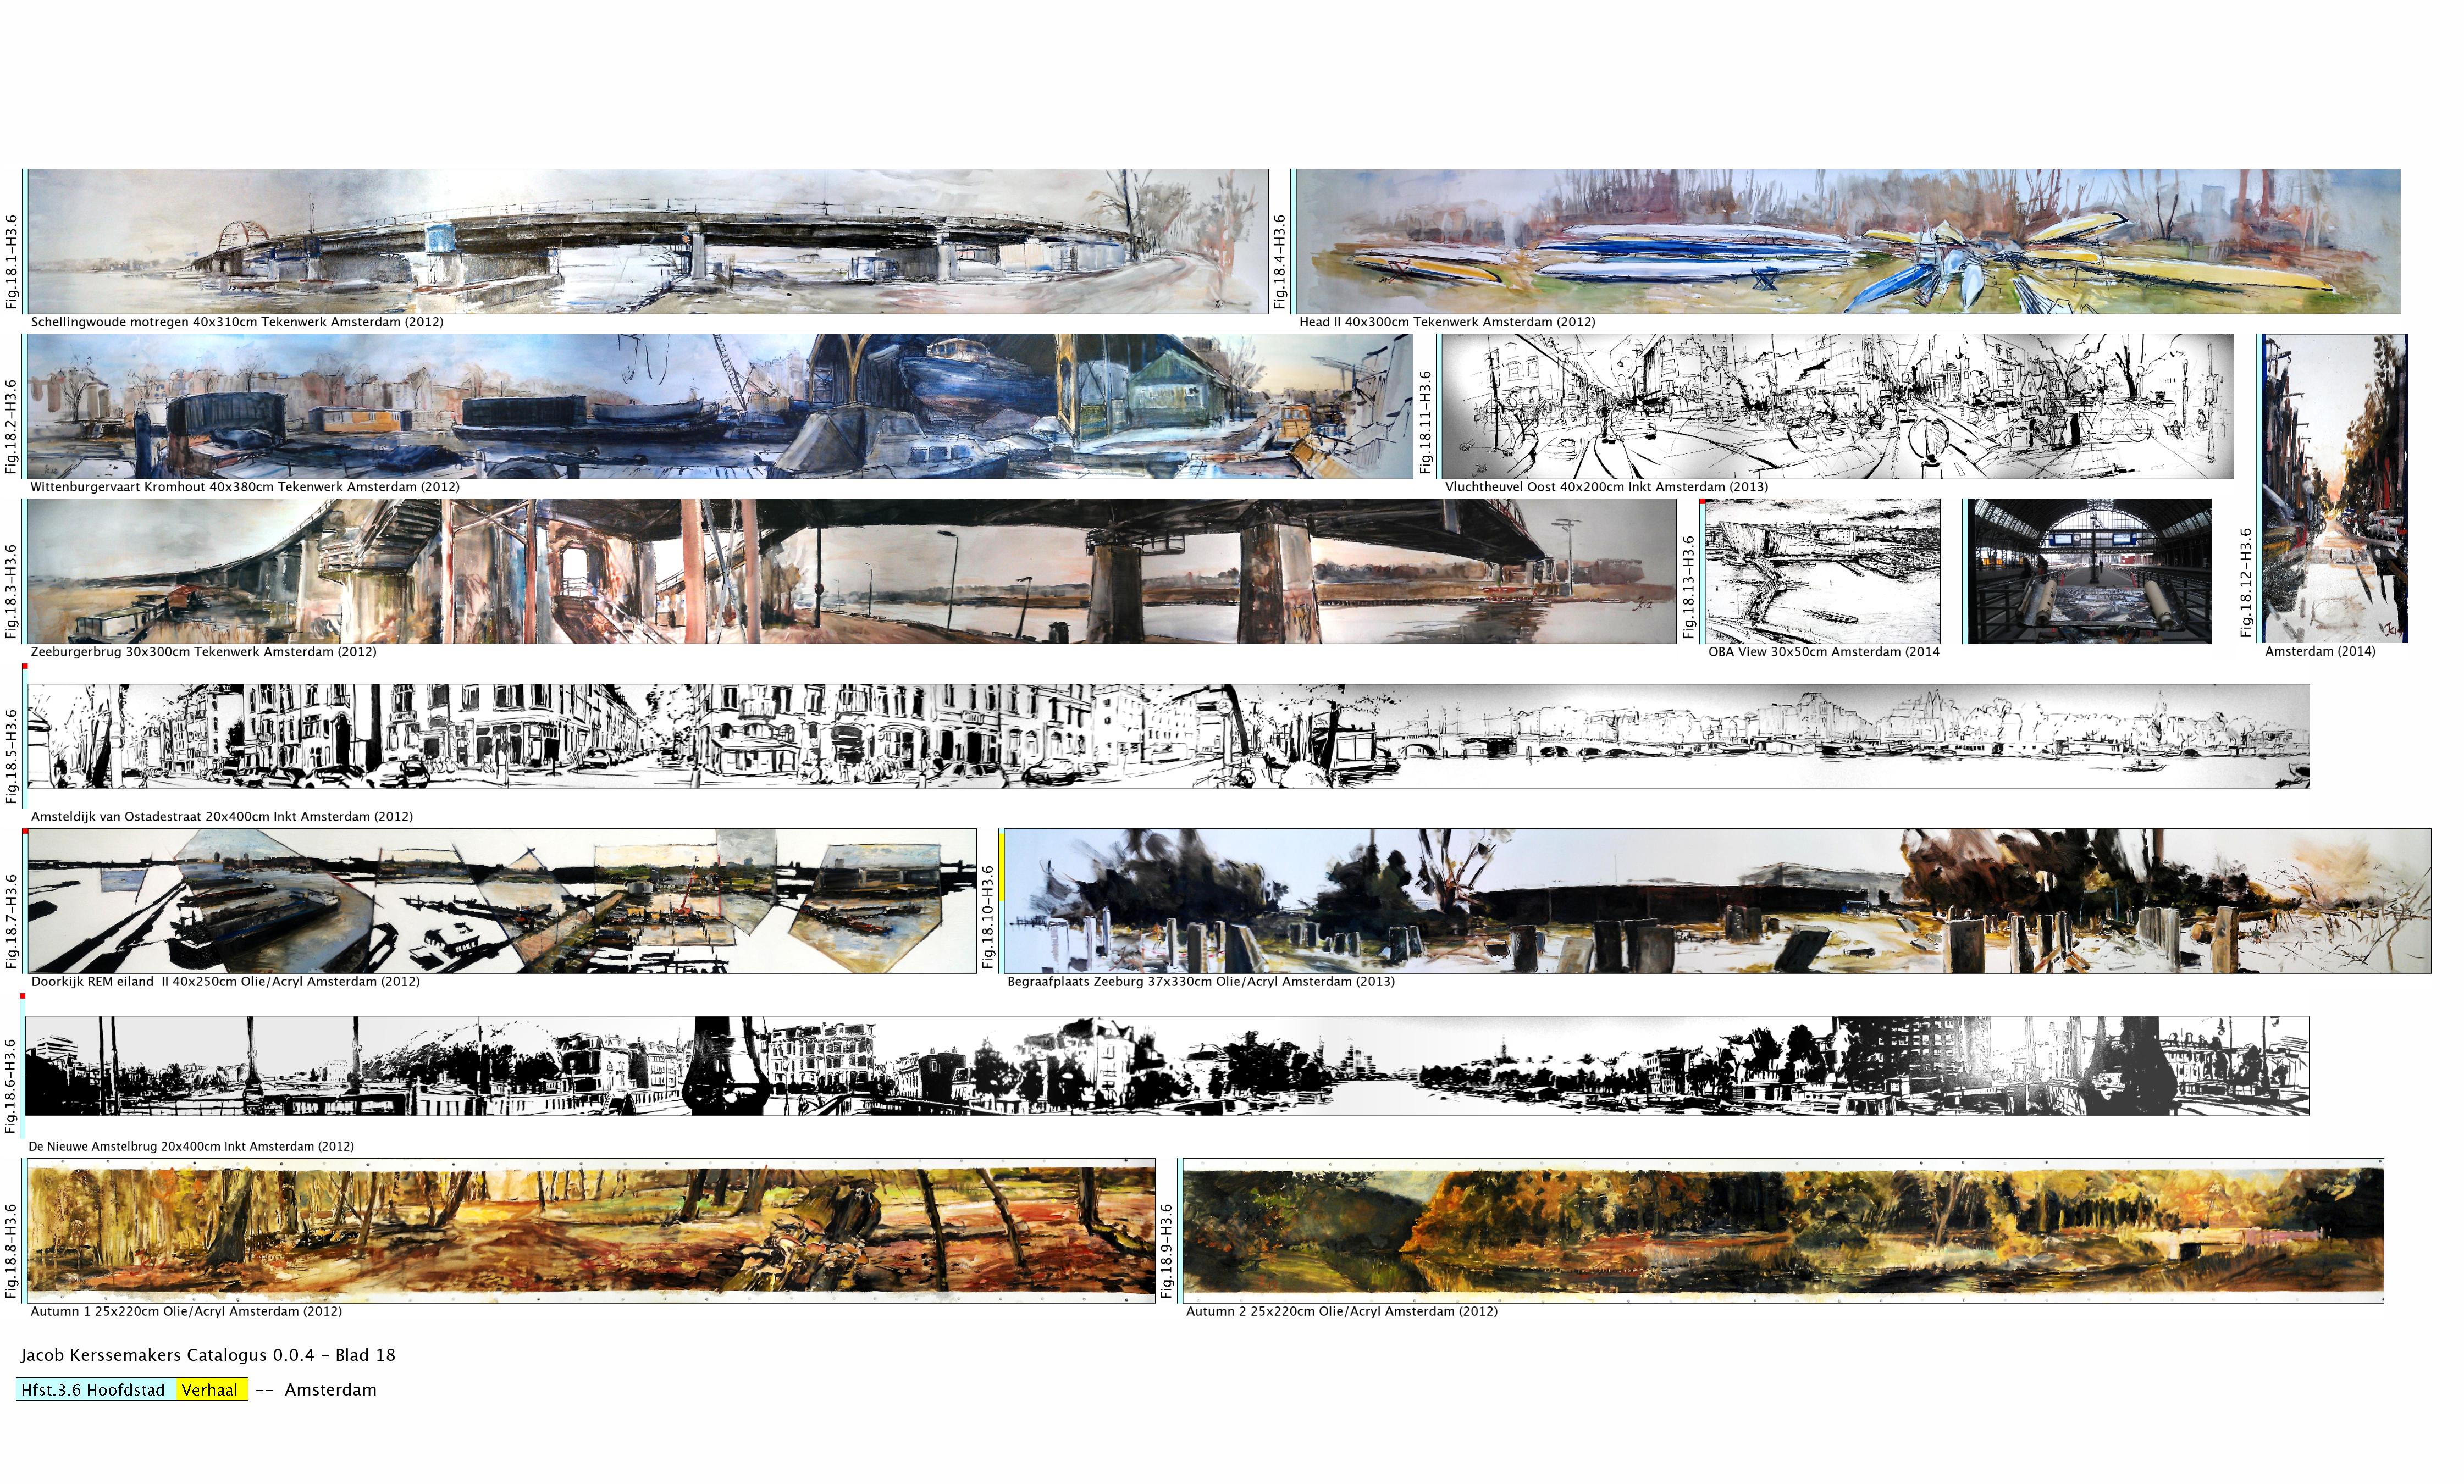 Fig.18.1-H3.6
Schellingwoude motregen 40x310cm Tekenwerk Amsterdam (2012)
Fig.18.4-H3.6
Head II 40x300cm Tekenwerk Amsterdam (2012)
Fig.18.2-H3.6
Wittenburgervaart Kromhout 40x380cm Tekenwerk Amsterdam (2012)
Fig.18.11-H3.6
Vluchtheuvel Oost 40x200cm Inkt Amsterdam (2013)
Fig.18.3-H3.6
Zeeburgerbrug 30x300cm Tekenwerk Amsterdam (2012)
Fig.18.13-H3.6
OBA View 30x50cm Amsterdam (2014
Fig.18.12-H3.6
Amsterdam (2014)
Fig.18.5-H3.6
Amsteldijk van Ostadestraat 20x400cm Inkt Amsterdam (2012)
Fig.18.7-H3.6
Doorkijk REM eiland  II 40x250cm Olie/Acryl Amsterdam (2012)
Fig.18.10-H3.6
Begraafplaats Zeeburg 37x330cm Olie/Acryl Amsterdam (2013)
Fig.18.6-H3.6
De Nieuwe Amstelbrug 20x400cm Inkt Amsterdam (2012)
Fig.18.8-H3.6
Autumn 1 25x220cm Olie/Acryl Amsterdam (2012)
Fig.18.9-H3.6
Autumn 2 25x220cm Olie/Acryl Amsterdam (2012)
Jacob Kerssemakers Catalogus 0.0.4 - Blad 18
Hfst.3.6 Hoofdstad Verhaal -- Amsterdam